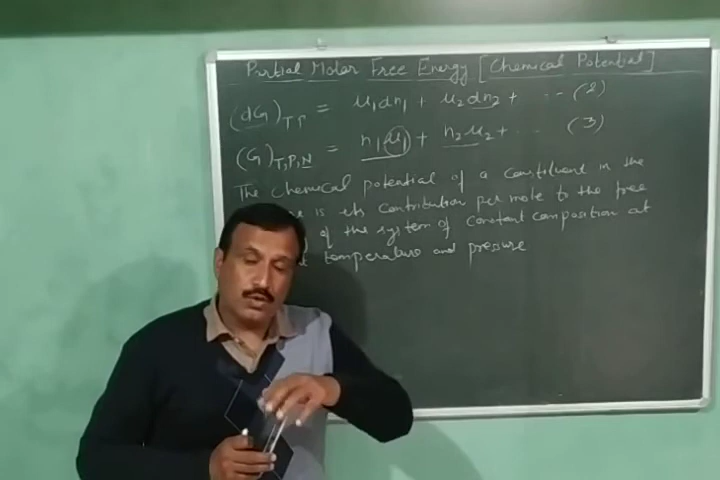 Partial Molar Free Energy [Chemical Potential]
(dG)T,P = μ₁dn₁ + μ₂dn₂ + ---- (2)
(G)T,P,N = n₁μ₁ + n₂μ₂ + -- (3)
The chemical potential of a constituent in the
is its contribution per mole to the free
of the system of constant composition at
temperature and pressure